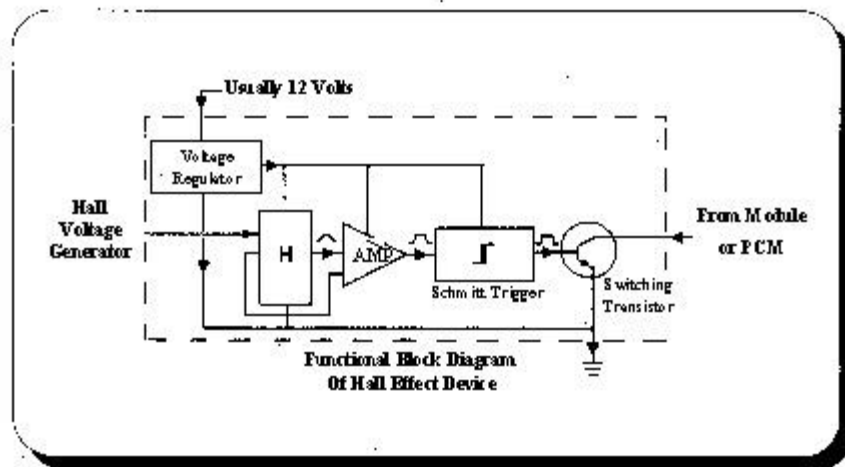 Usually 12 Volts
Voltage
Regulator
Hall
Voltage
Generator
H
AMP
Schmitt Trigger
From Module
or PCM
Switching
Transistor
Functional Block Diagram
Of Hall Effect Device